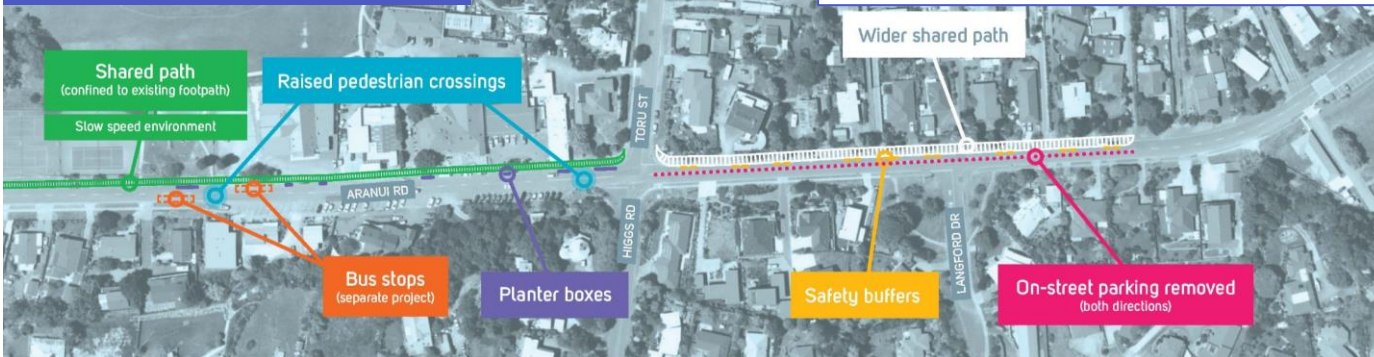 Shared path
(confined to existing footpath)
Slow speed environment
Raised pedestrian crossings
Wider shared path
TORU ST
ARANUI RD
HIGGS RD
LANGFORD DR
Bus stops
(separate project)
Planter boxes
Safety buffers
On-street parking removed
(both directions)